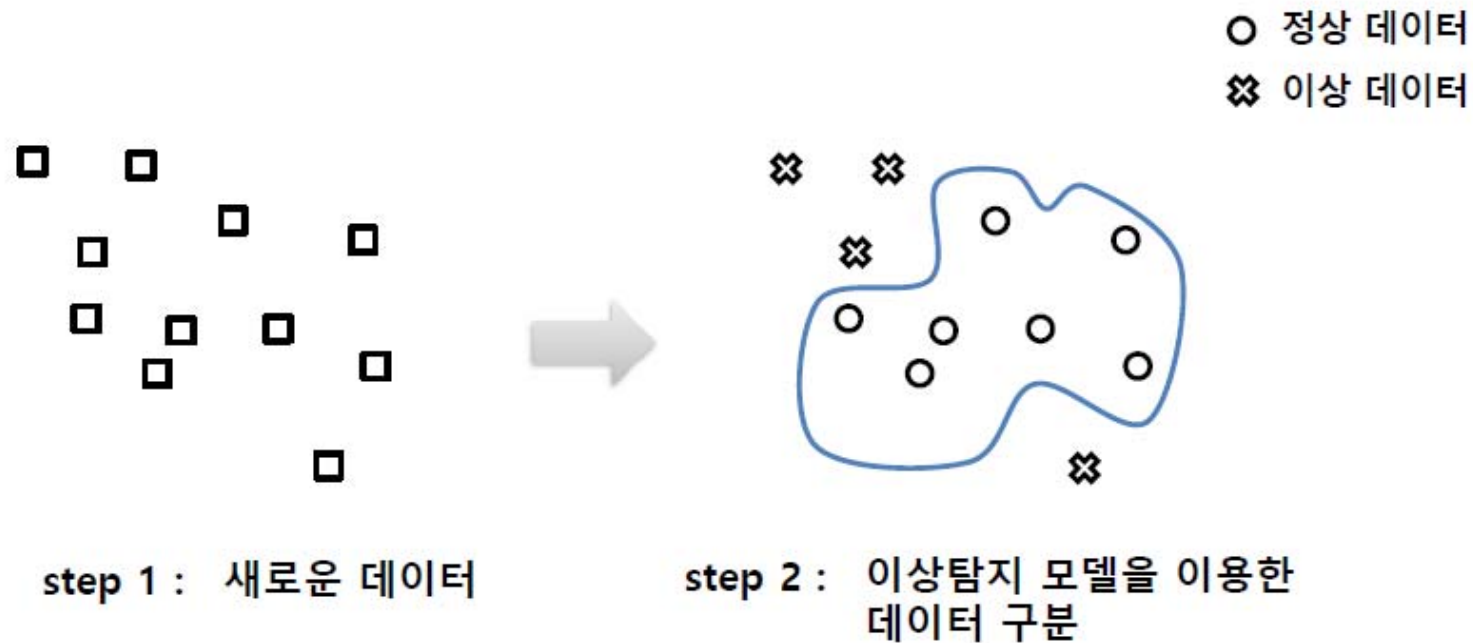 정상 데이터
이상 데이터
step 1 : 새로운 데이터
step 2 : 이상탐지 모델을 이용한
데이터 구분